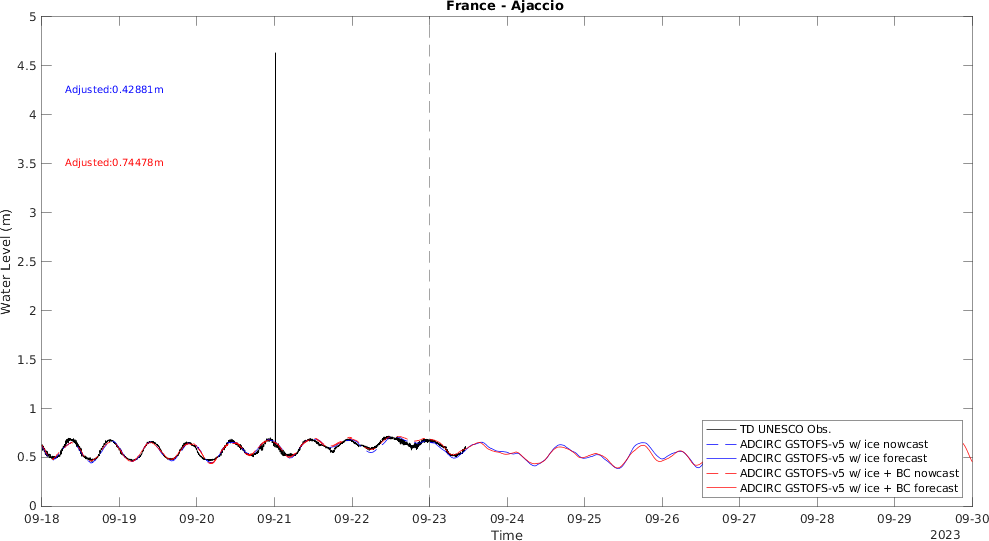 France - Ajaccio
5
4.5
4
3.5
3
2.5
2
1.5
1
0.5
0
Water Level (m)
Adjusted:0.42881m
Adjusted:0.74478m
TD UNESCO Obs.
ADCIRC GSTOFS-v5 w/ ice nowcast
ADCIRC GSTOFS-v5 w/ ice forecast
ADCIRC GSTOFS-v5 w/ ice + BC nowcast
ADCIRC GSTOFS-v5 w/ ice + BC forecast
09-18 09-19 09-20 09-21 09-22 09-23 09-24 09-25 09-26 09-27 09-28 09-29 09-30
Time
2023